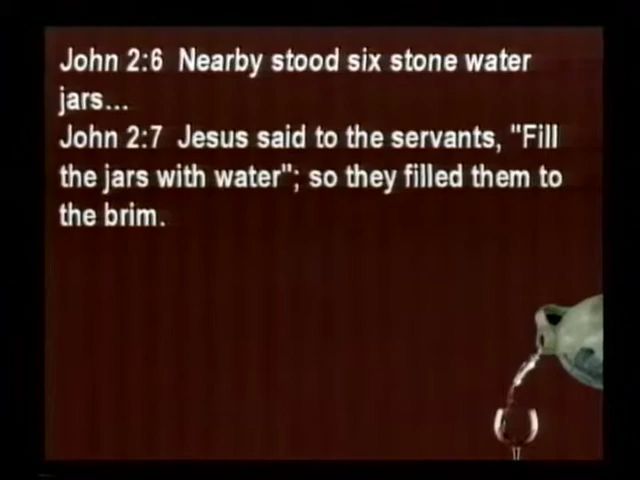 John 2:6  Nearby stood six stone water
jars...
John 2:7  Jesus said to the servants, "Fill
the jars with water"; so they filled them to
the brim.